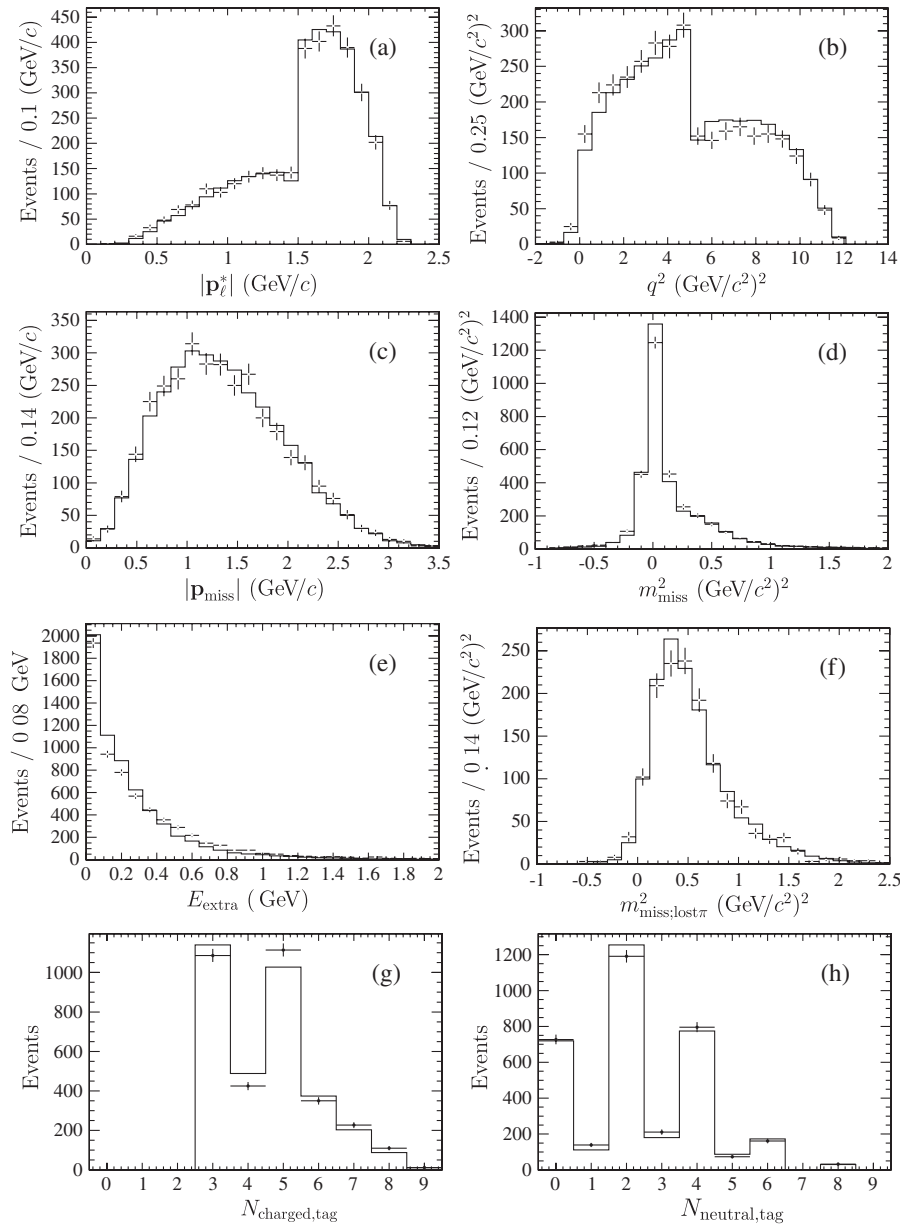 450
400
350
300
250
200
150
100
50
0
Events / 0.1 (GeV/c)
(a)
0 0.5 1 1.5 2 2.5
|p*ℓ| (GeV/c)
300
250
200
150
100
50
0
Events / 0.25 (GeV/c²)²
(b)
-2 0 2 4 6 8 10 12 14
q² (GeV/c²)²
350
300
250
200
150
100
50
0
Events / 0.14 (GeV/c)
(c)
0 0.5 1 1.5 2 2.5 3 3.5
|p_miss| (GeV/c)
1400
1200
1000
800
600
400
200
0
Events / 0.12 (GeV/c²)²
(d)
-1 -0.5 0 0.5 1 1.5 2
m²_miss (GeV/c²)²
2000
1800
1600
1400
1200
1000
800
600
400
200
0
Events / 0 08 GeV
(e)
0 0.2 0.4 0.6 0.8 1 1.2 1.4 1.6 1.8 2
E_extra ( GeV)
250
200
150
100
50
0
Events / 0.14 (GeV/c²)²
(f)
-1 -0.5 0 0.5 1 1.5 2 2.5
m²_miss;lostπ (GeV/c²)²
1000
800
600
400
200
0
Events
(g)
0 1 2 3 4 5 6 7 8 9
N_charged,tag
1200
1000
800
600
400
200
0
Events
(h)
0 1 2 3 4 5 6 7 8 9
N_neutral,tag